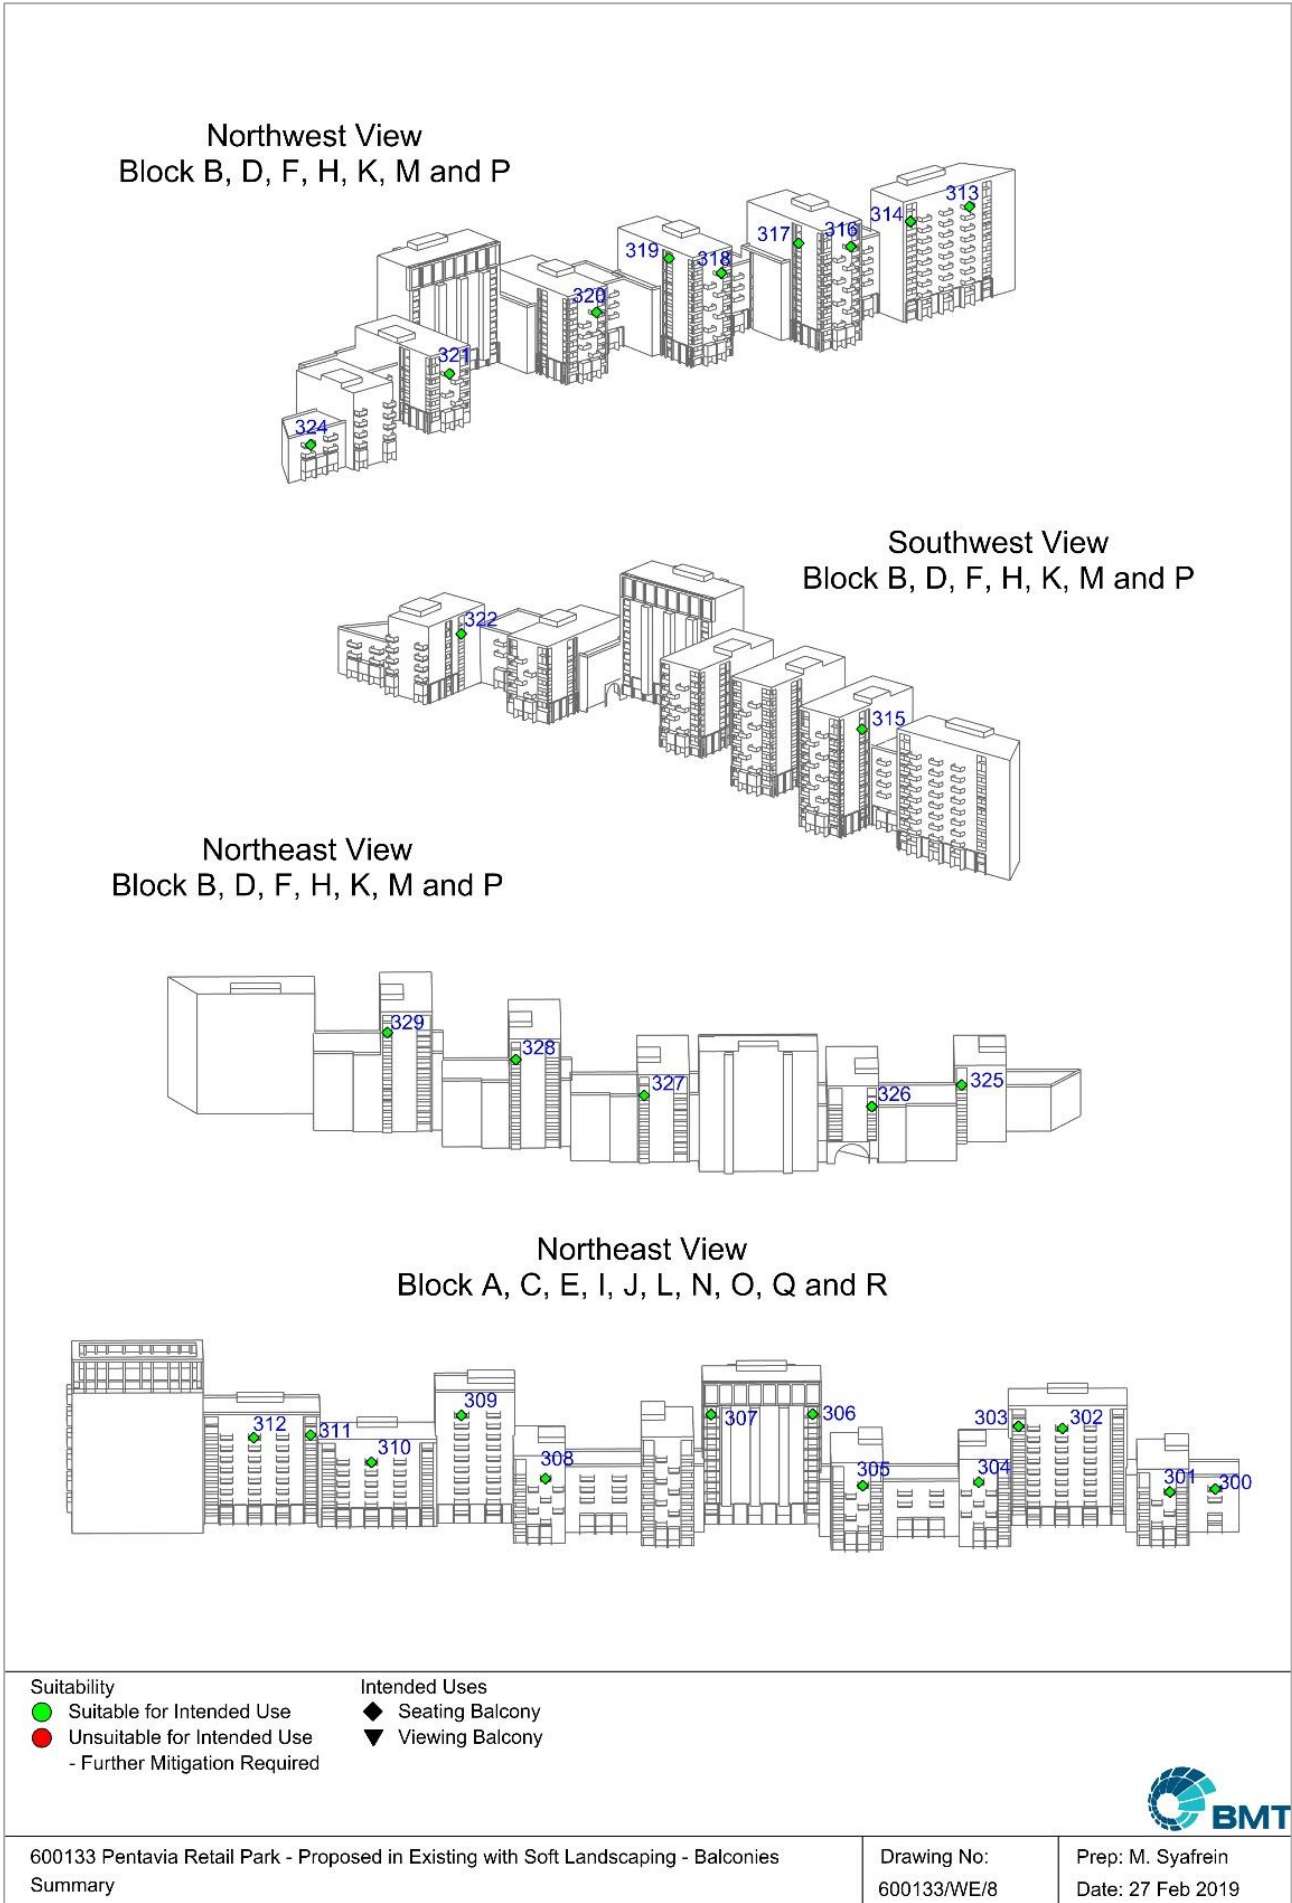 Northwest View
Block B, D, F, H, K, M and P
313
314
316
317
319
318
320
321
324
Southwest View
Block B, D, F, H, K, M and P
322
315
Northeast View
Block B, D, F, H, K, M and P
329
328
327
326
325
Northeast View
Block A, C, E, I, J, L, N, O, Q and R
312
311
310
309
308
307
306
305
304
303
302
301
300
Suitability
Suitable for Intended Use
Unsuitable for Intended Use
- Further Mitigation Required
Intended Uses
Seating Balcony
Viewing Balcony
BMT
600133 Pentavia Retail Park - Proposed in Existing with Soft Landscaping - Balconies
Summary
Drawing No:
600133/WE/8
Prep: M. Syafrein
Date: 27 Feb 2019